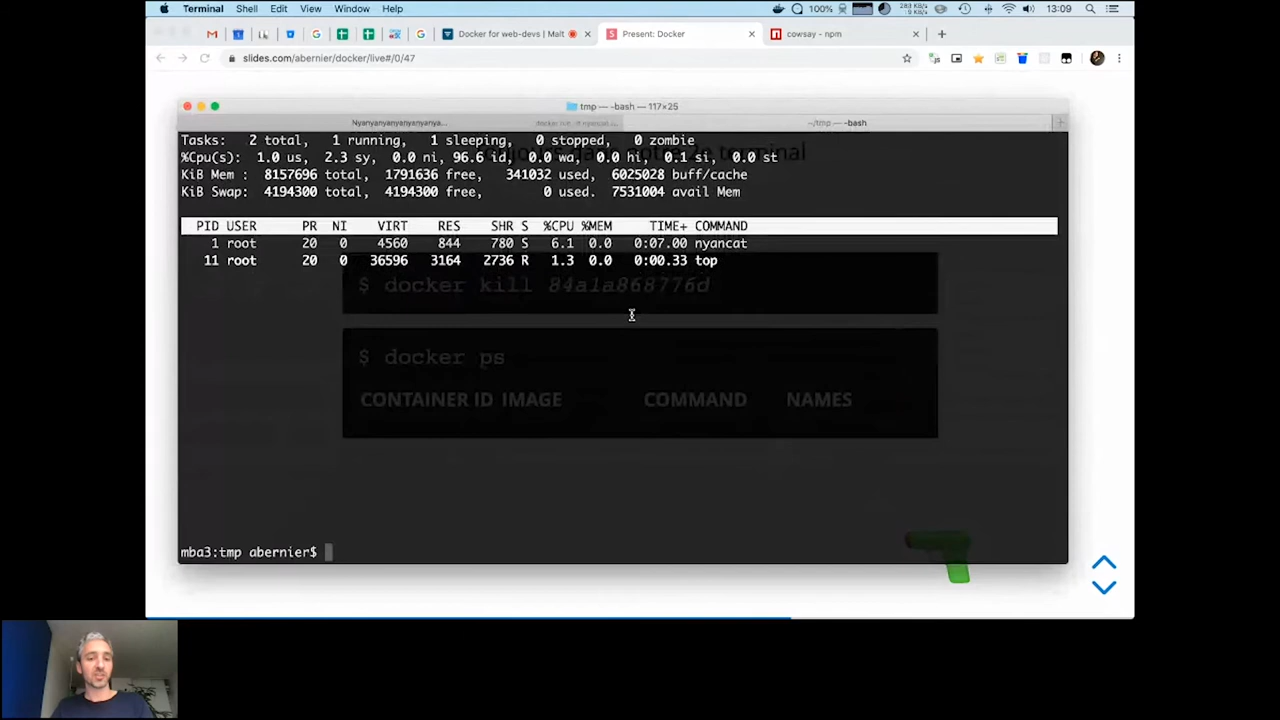 Terminal Shell Edit View Window Help 100% 13:09
Docker for web-devs | Malt Present: Docker cowsay - npm
slides.com/abernier/docker/live#/0/47
tmp — -bash — 117×25
Nyanyanyanyanyanyanya... ~/tmp — -bash
Tasks: 2 total, 1 running, 1 sleeping, 0 stopped, 0 zombie
%Cpu(s): 1.0 us, 2.3 sy, 0.0 ni, 96.6 id, 0.0 wa, 0.0 hi, 0.1 si, 0.0 st
toujours dans notre 2e terminal
KiB Mem : 8157696 total, 1791636 free, 341032 used, 6025028 buff/cache
KiB Swap: 4194300 total, 4194300 free, 0 used. 7531004 avail Mem
PID USER PR NI VIRT RES SHR S %CPU %MEM TIME+ COMMAND
1 root 20 0 4560 844 780 S 6.1 0.0 0:07.00 nyancat
11 root 20 0 36596 3164 2736 R 1.3 0.0 0:00.33 top
$ docker kill 84a1a868776d
$ docker ps
CONTAINER ID IMAGE COMMAND NAMES
mba3:tmp abernier$